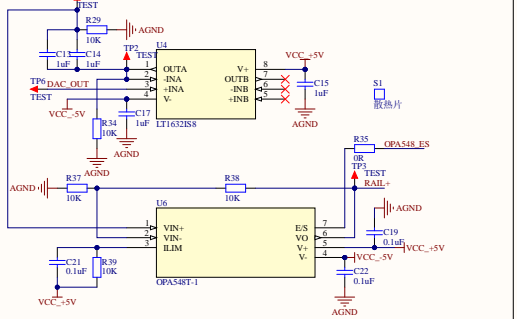 TEST
R29
10K
AGND
C13
1uF
C14
1uF
TP2
TEST
U4
1 OUTA
2 -INA
3 +INA
4 V-
V+ 8
OUTB 7
-INB 6
+INB 5
LT1632IS8
TP6
TEST
DAC_OUT
VCC_-5V
C17
1uF
AGND
R34
10K
AGND
VCC_+5V
C15
1uF
AGND
S1
散热片
R35
0R
OPA548_ES
TP3
TEST
RAIL+
AGND
R37
10K
R38
10K
U6
1 VIN+
2 VIN-
3 ILIM
E/S 7
VO 6
V+ 5
V- 4
OPA548T-1
C21
0.1uF
R39
10K
VCC_+5V
AGND
C19
0.1uF
VCC_+5V
VCC_-5V
C22
0.1uF
AGND